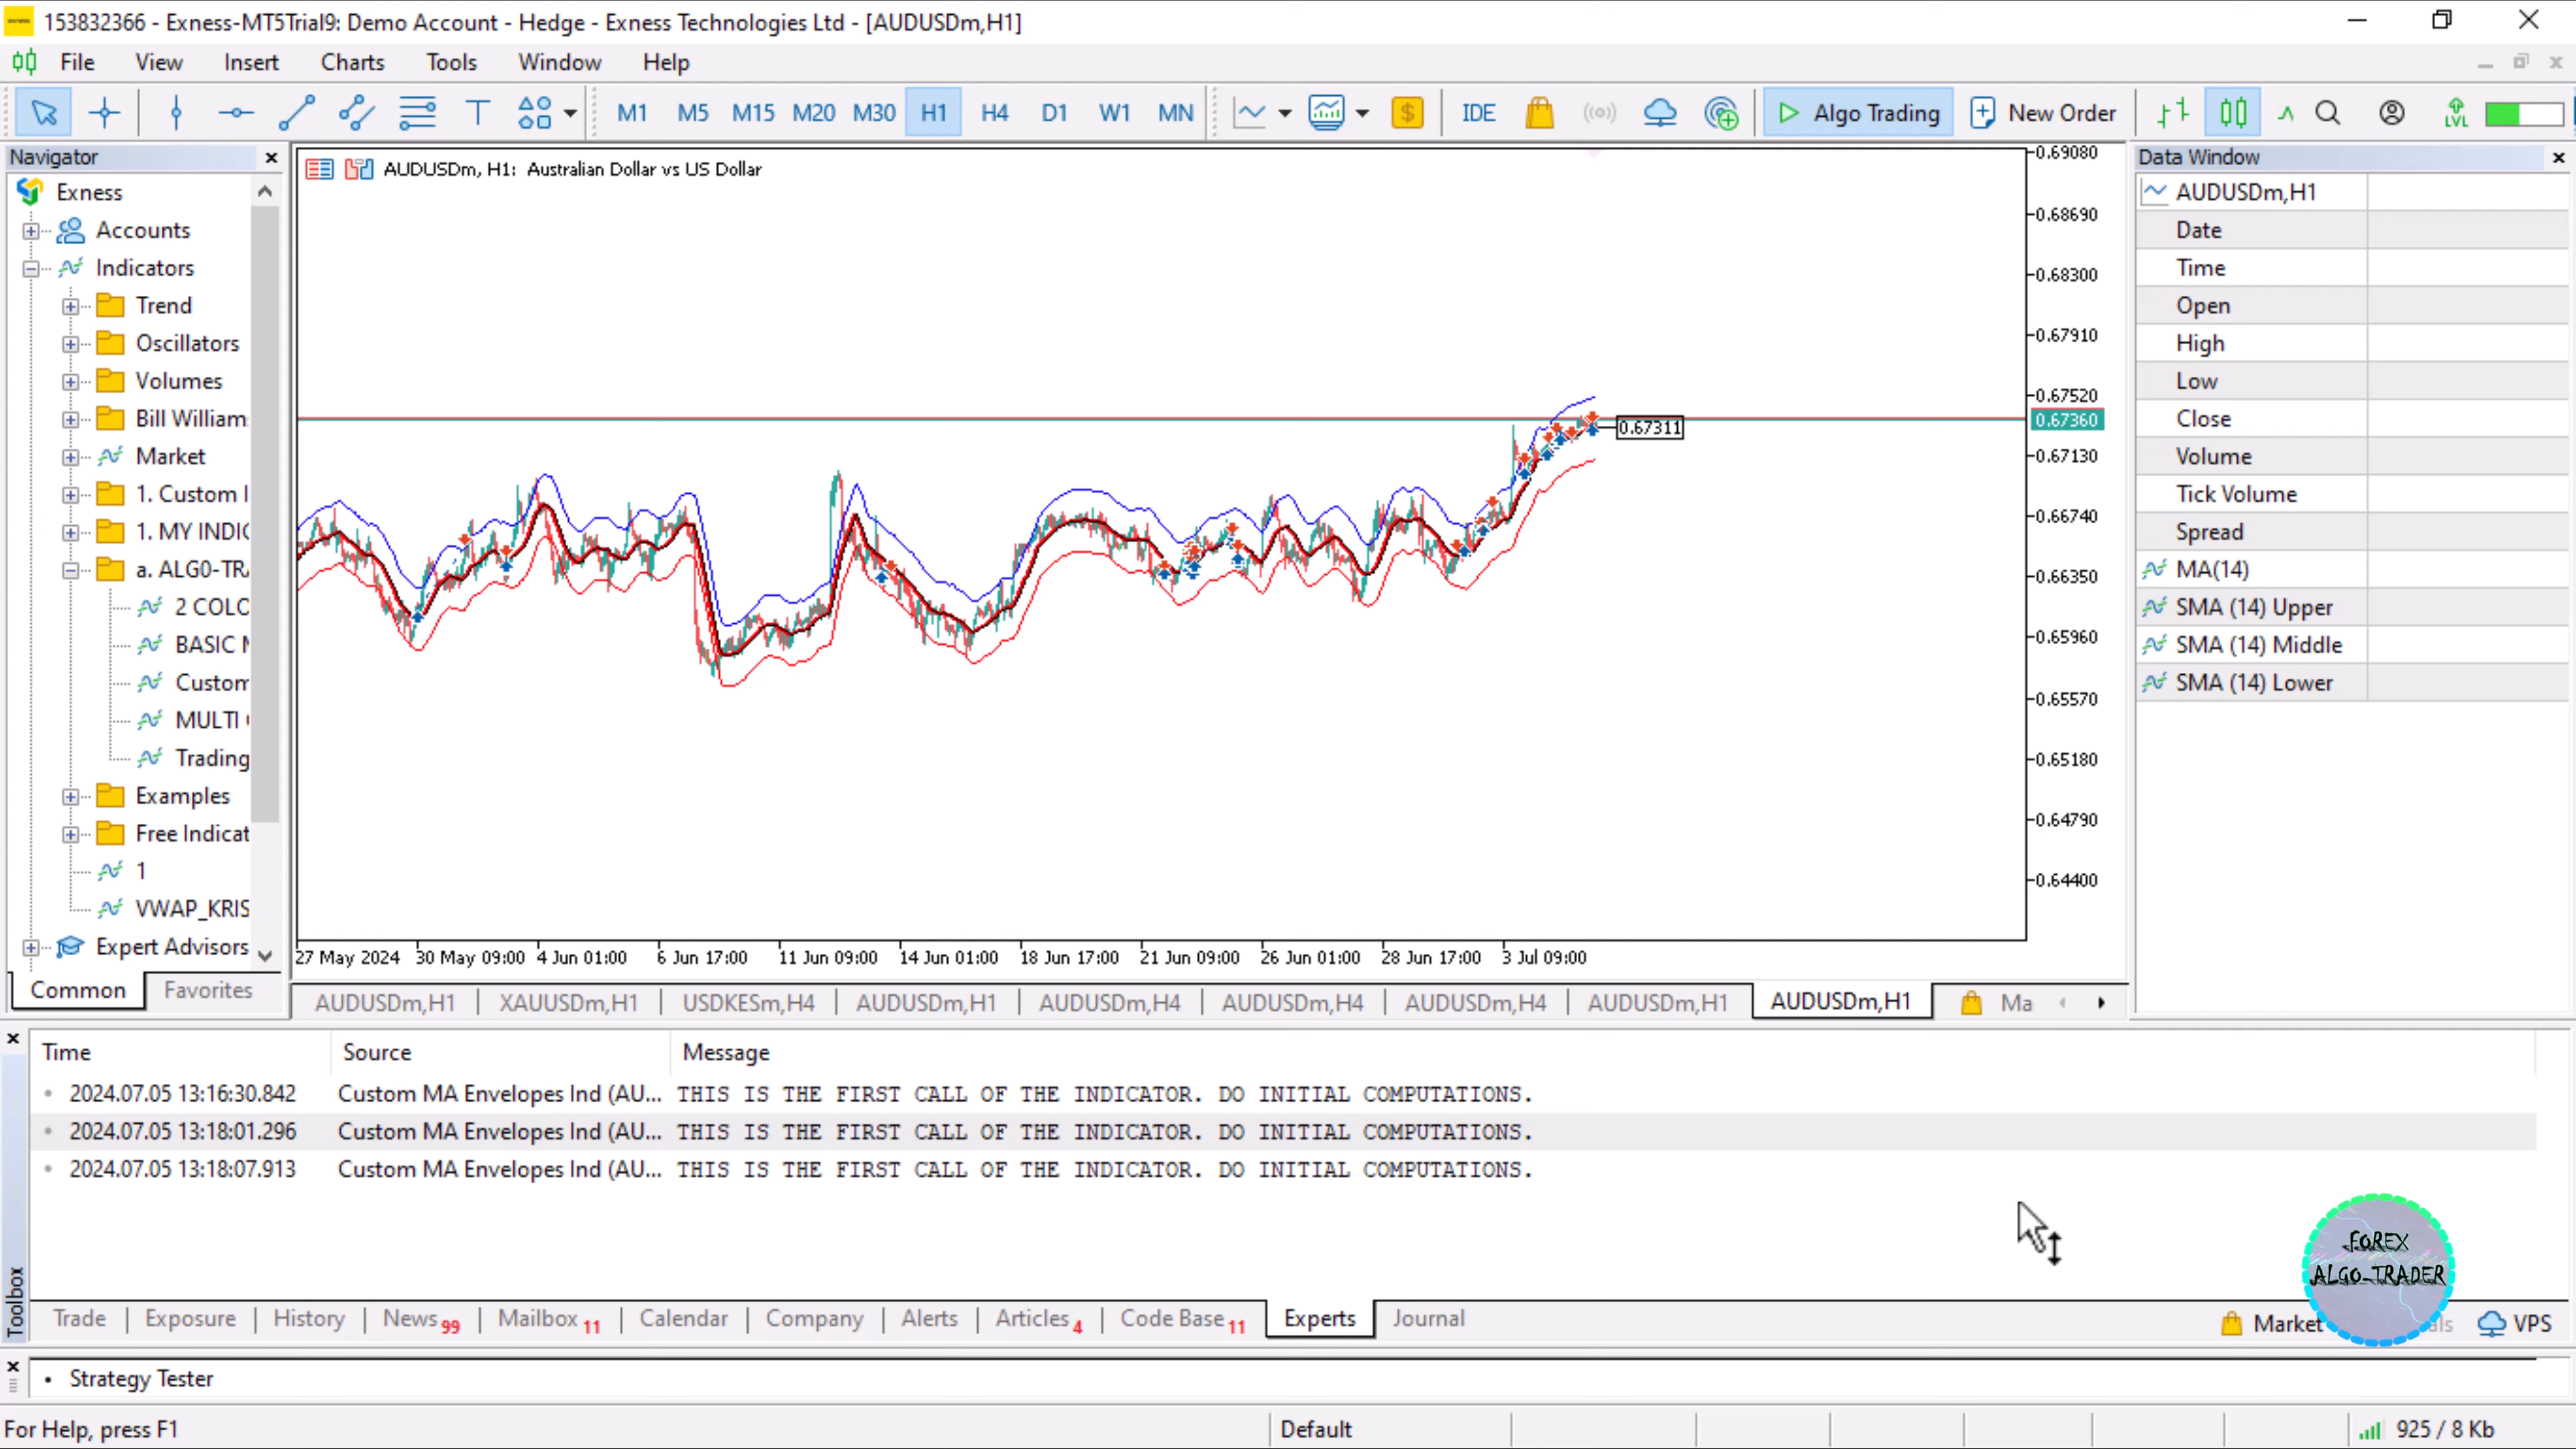 153832366 - Exness-MT5Trial9: Demo Account - Hedge - Exness Technologies Ltd - [AUDUSDm,H1]
File View Insert Charts Tools Window Help
M1 M5 M15 M20 M30 H1 H4 D1 W1 MN IDE Algo Trading New Order LVL
Navigator
Exness
Accounts
Indicators
Trend
Oscillators
Volumes
Bill William
Market
1. Custom I
1. MY INDI
a. ALG0-TR
2 COLO
BASIC
Custom
MULTI
Trading
Examples
Free Indicat
1
VWAP_KRIS
Expert Advisors
Common Favorites
AUDUSDm, H1: Australian Dollar vs US Dollar
0.67311
0.69080
0.68690
0.68300
0.67910
0.67520
0.67360
0.67130
0.66740
0.66350
0.65960
0.65570
0.65180
0.64790
0.64400
27 May 2024 30 May 09:00 4 Jun 01:00 6 Jun 17:00 11 Jun 09:00 14 Jun 01:00 18 Jun 17:00 21 Jun 09:00 26 Jun 01:00 28 Jun 17:00 3 Jul 09:00
AUDUSDm,H1 XAUUSDm,H1 USDKESm,H4 AUDUSDm,H1 AUDUSDm,H4 AUDUSDm,H4 AUDUSDm,H4 AUDUSDm,H1 AUDUSDm,H1 Ma
Data Window
AUDUSDm,H1
Date
Time
Open
High
Low
Close
Volume
Tick Volume
Spread
MA(14)
SMA (14) Upper
SMA (14) Middle
SMA (14) Lower
Time Source Message
2024.07.05 13:16:30.842 Custom MA Envelopes Ind (AU... THIS IS THE FIRST CALL OF THE INDICATOR. DO INITIAL COMPUTATIONS.
2024.07.05 13:18:01.296 Custom MA Envelopes Ind (AU... THIS IS THE FIRST CALL OF THE INDICATOR. DO INITIAL COMPUTATIONS.
2024.07.05 13:18:07.913 Custom MA Envelopes Ind (AU... THIS IS THE FIRST CALL OF THE INDICATOR. DO INITIAL COMPUTATIONS.
FOREX
ALGO-TRADER
Toolbox
Trade Exposure History News 99 Mailbox 11 Calendar Company Alerts Articles 4 Code Base 11 Experts Journal Market als VPS
Strategy Tester
For Help, press F1 Default 925 / 8 Kb